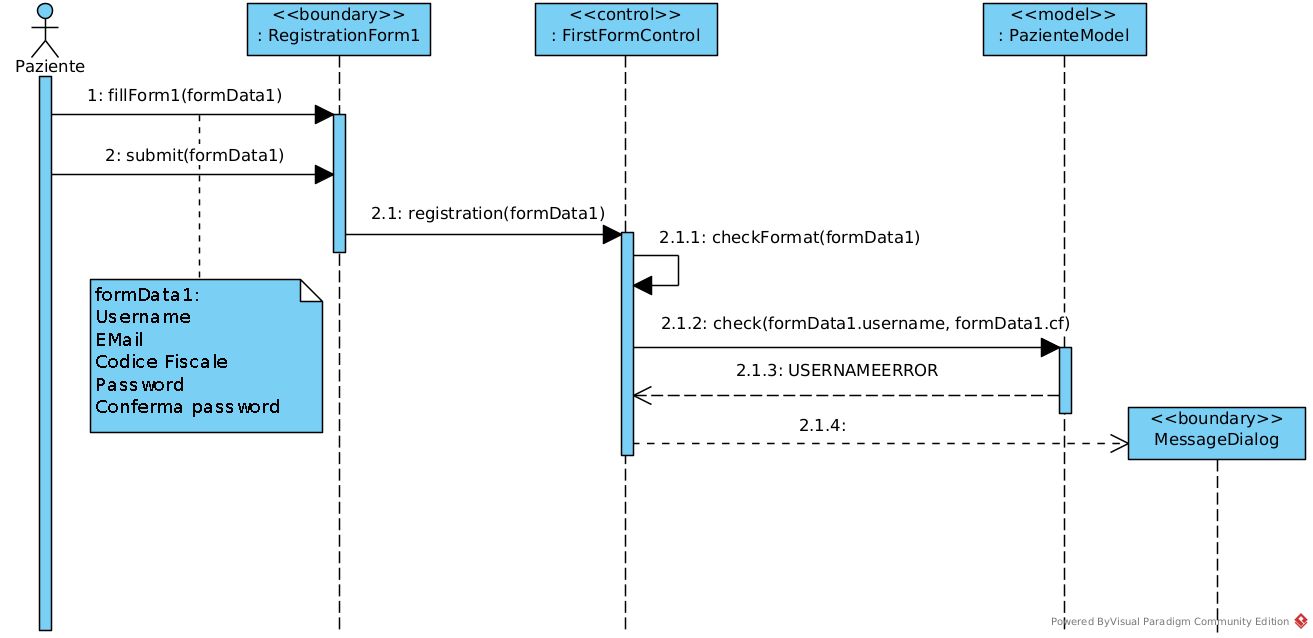 <<boundary>>
: RegistrationForm1
<<control>>
: FirstFormControl
<<model>>
: PazienteModel
Paziente
1: fillForm1(formData1)
2: submit(formData1)
2.1: registration(formData1)
2.1.1: checkFormat(formData1)
formData1:
Username
EMail
Codice Fiscale
Password
Conferma password
2.1.2: check(formData1.username, formData1.cf)
2.1.3: USERNAMEERROR
2.1.4:
<<boundary>>
MessageDialog
Powered ByVisual Paradigm Community Edition